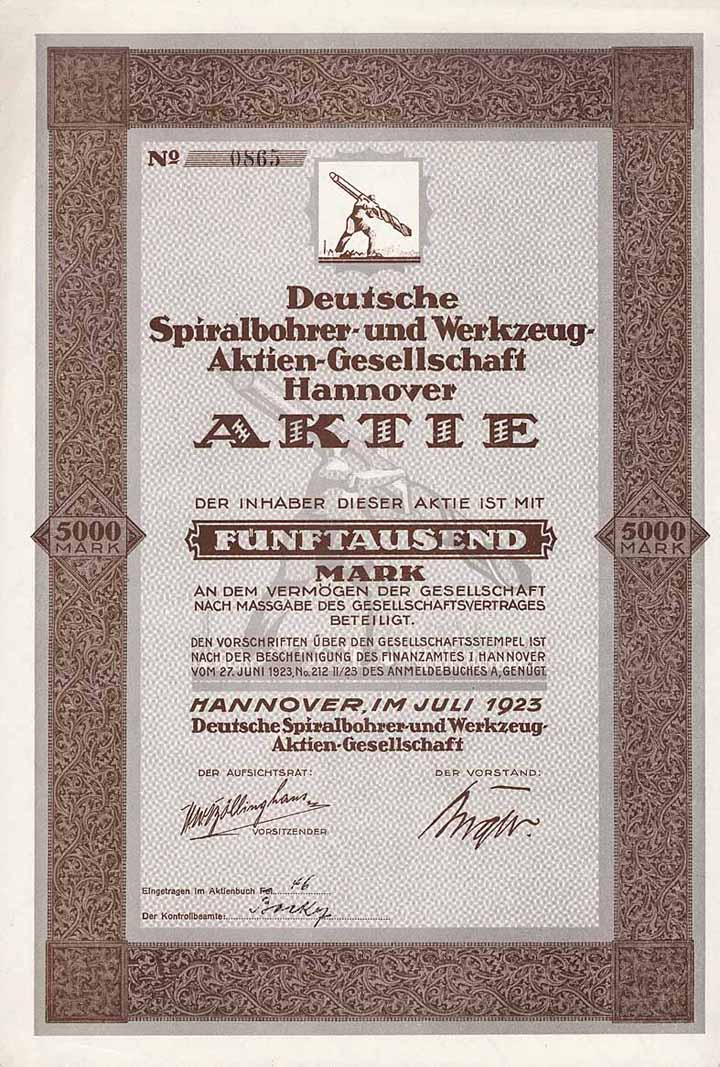 No 0865
Deutsche
Spiralbohrer- und Werkzeug-
Aktien-Gesellschaft
Hannover
AKTIE
DER INHABER DIESER AKTIE IST MIT
5000
MARK
FÜNFTAUSEND
5000
MARK
MARK
AN DEM VERMÖGEN DER GESELLSCHAFT
NACH MASSGABE DES GESELLSCHAFTSVERTRAGES
BETEILIGT.
DEN VORSCHRIFTEN ÜBER DEN GESELLSCHAFTSSTEMPEL IST
NACH DER BESCHEINIGUNG DES FINANZAMTES I, HANNOVER
VOM 27. JUNI 1923, No. 212 II/23 DES ANMELDEBUCHES A, GENÜGT.
HANNOVER, IM JULI 1923
Deutsche Spiralbohrer-und Werkzeug-
Aktien-Gesellschaft
DER AUFSICHTSRAT:
DER VORSTAND:
VORSITZENDER
Eingetragen im Aktienbuch Fol. 46
Der Kontrollbeamte: